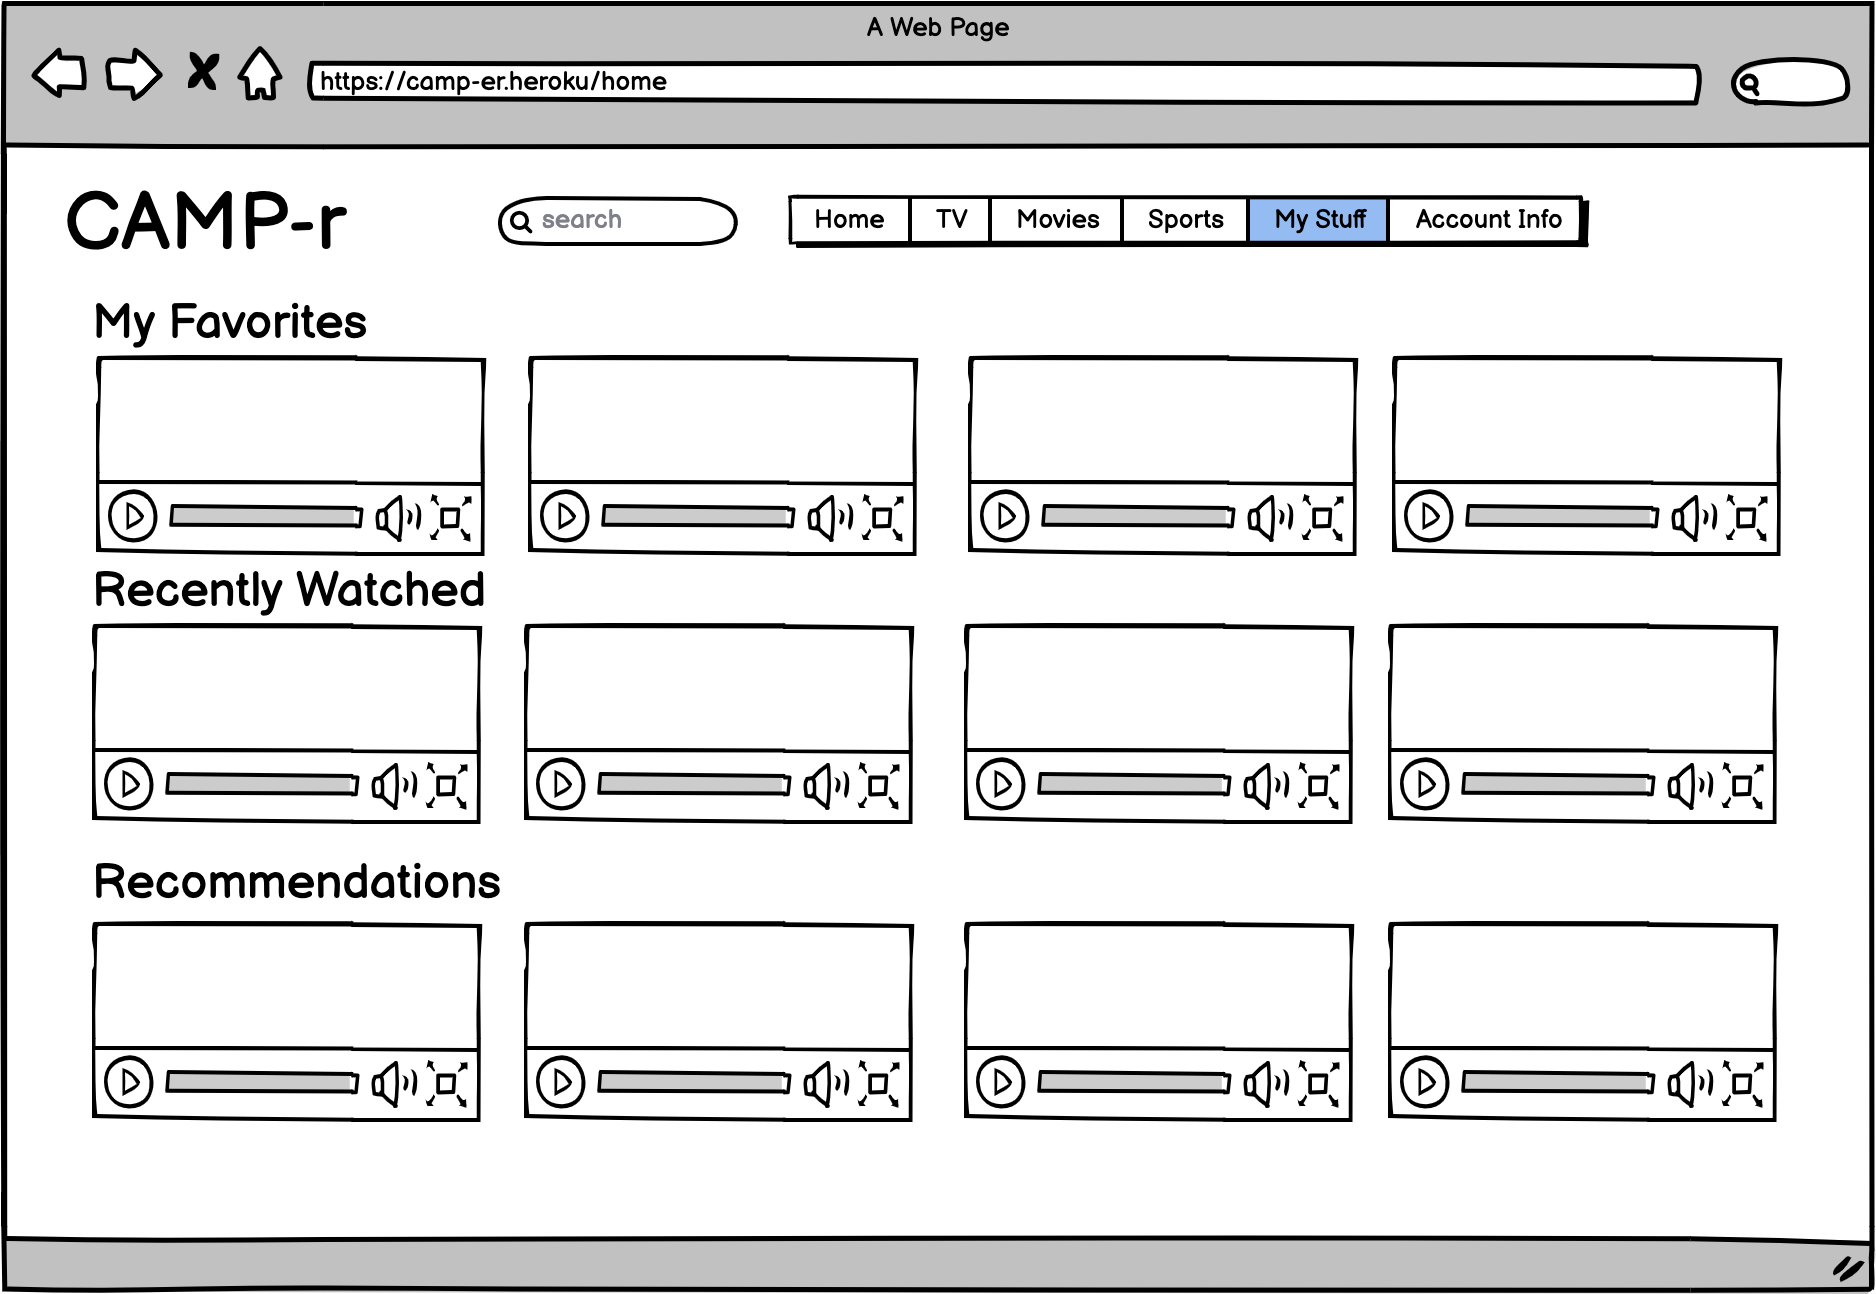 A Web Page
https://camp-er.heroku/home
CAMP-r
search
Home TV Movies Sports My Stuff Account Info
My Favorites
Recently Watched
Recommendations